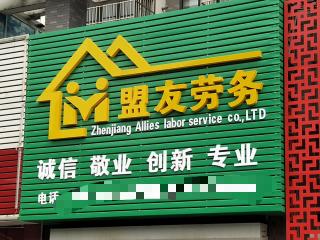 盟友劳务
Zhenjiang Allies labor service co.,LTD
诚信 敬业 创新 专业
电话